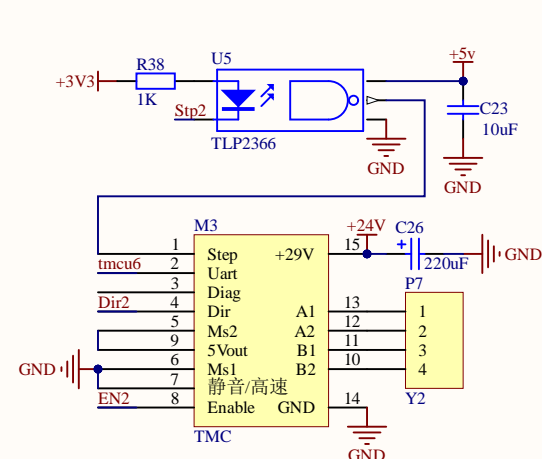 +5v
R38
U5
+3V3
1K
Stp2
C23
10uF
TLP2366
GND
GND
M3
+24V
C26
1
Step
+29V
15
220uF
GND
tmcu6
2
Uart
P7
3
Diag
Dir2
4
Dir
A1
13
1
5
Ms2
A2
12
2
9
5Vout
B1
11
3
GND
6
Ms1
B2
10
4
7
静音/高速
EN2
8
Enable
GND
14
Y2
TMC
GND